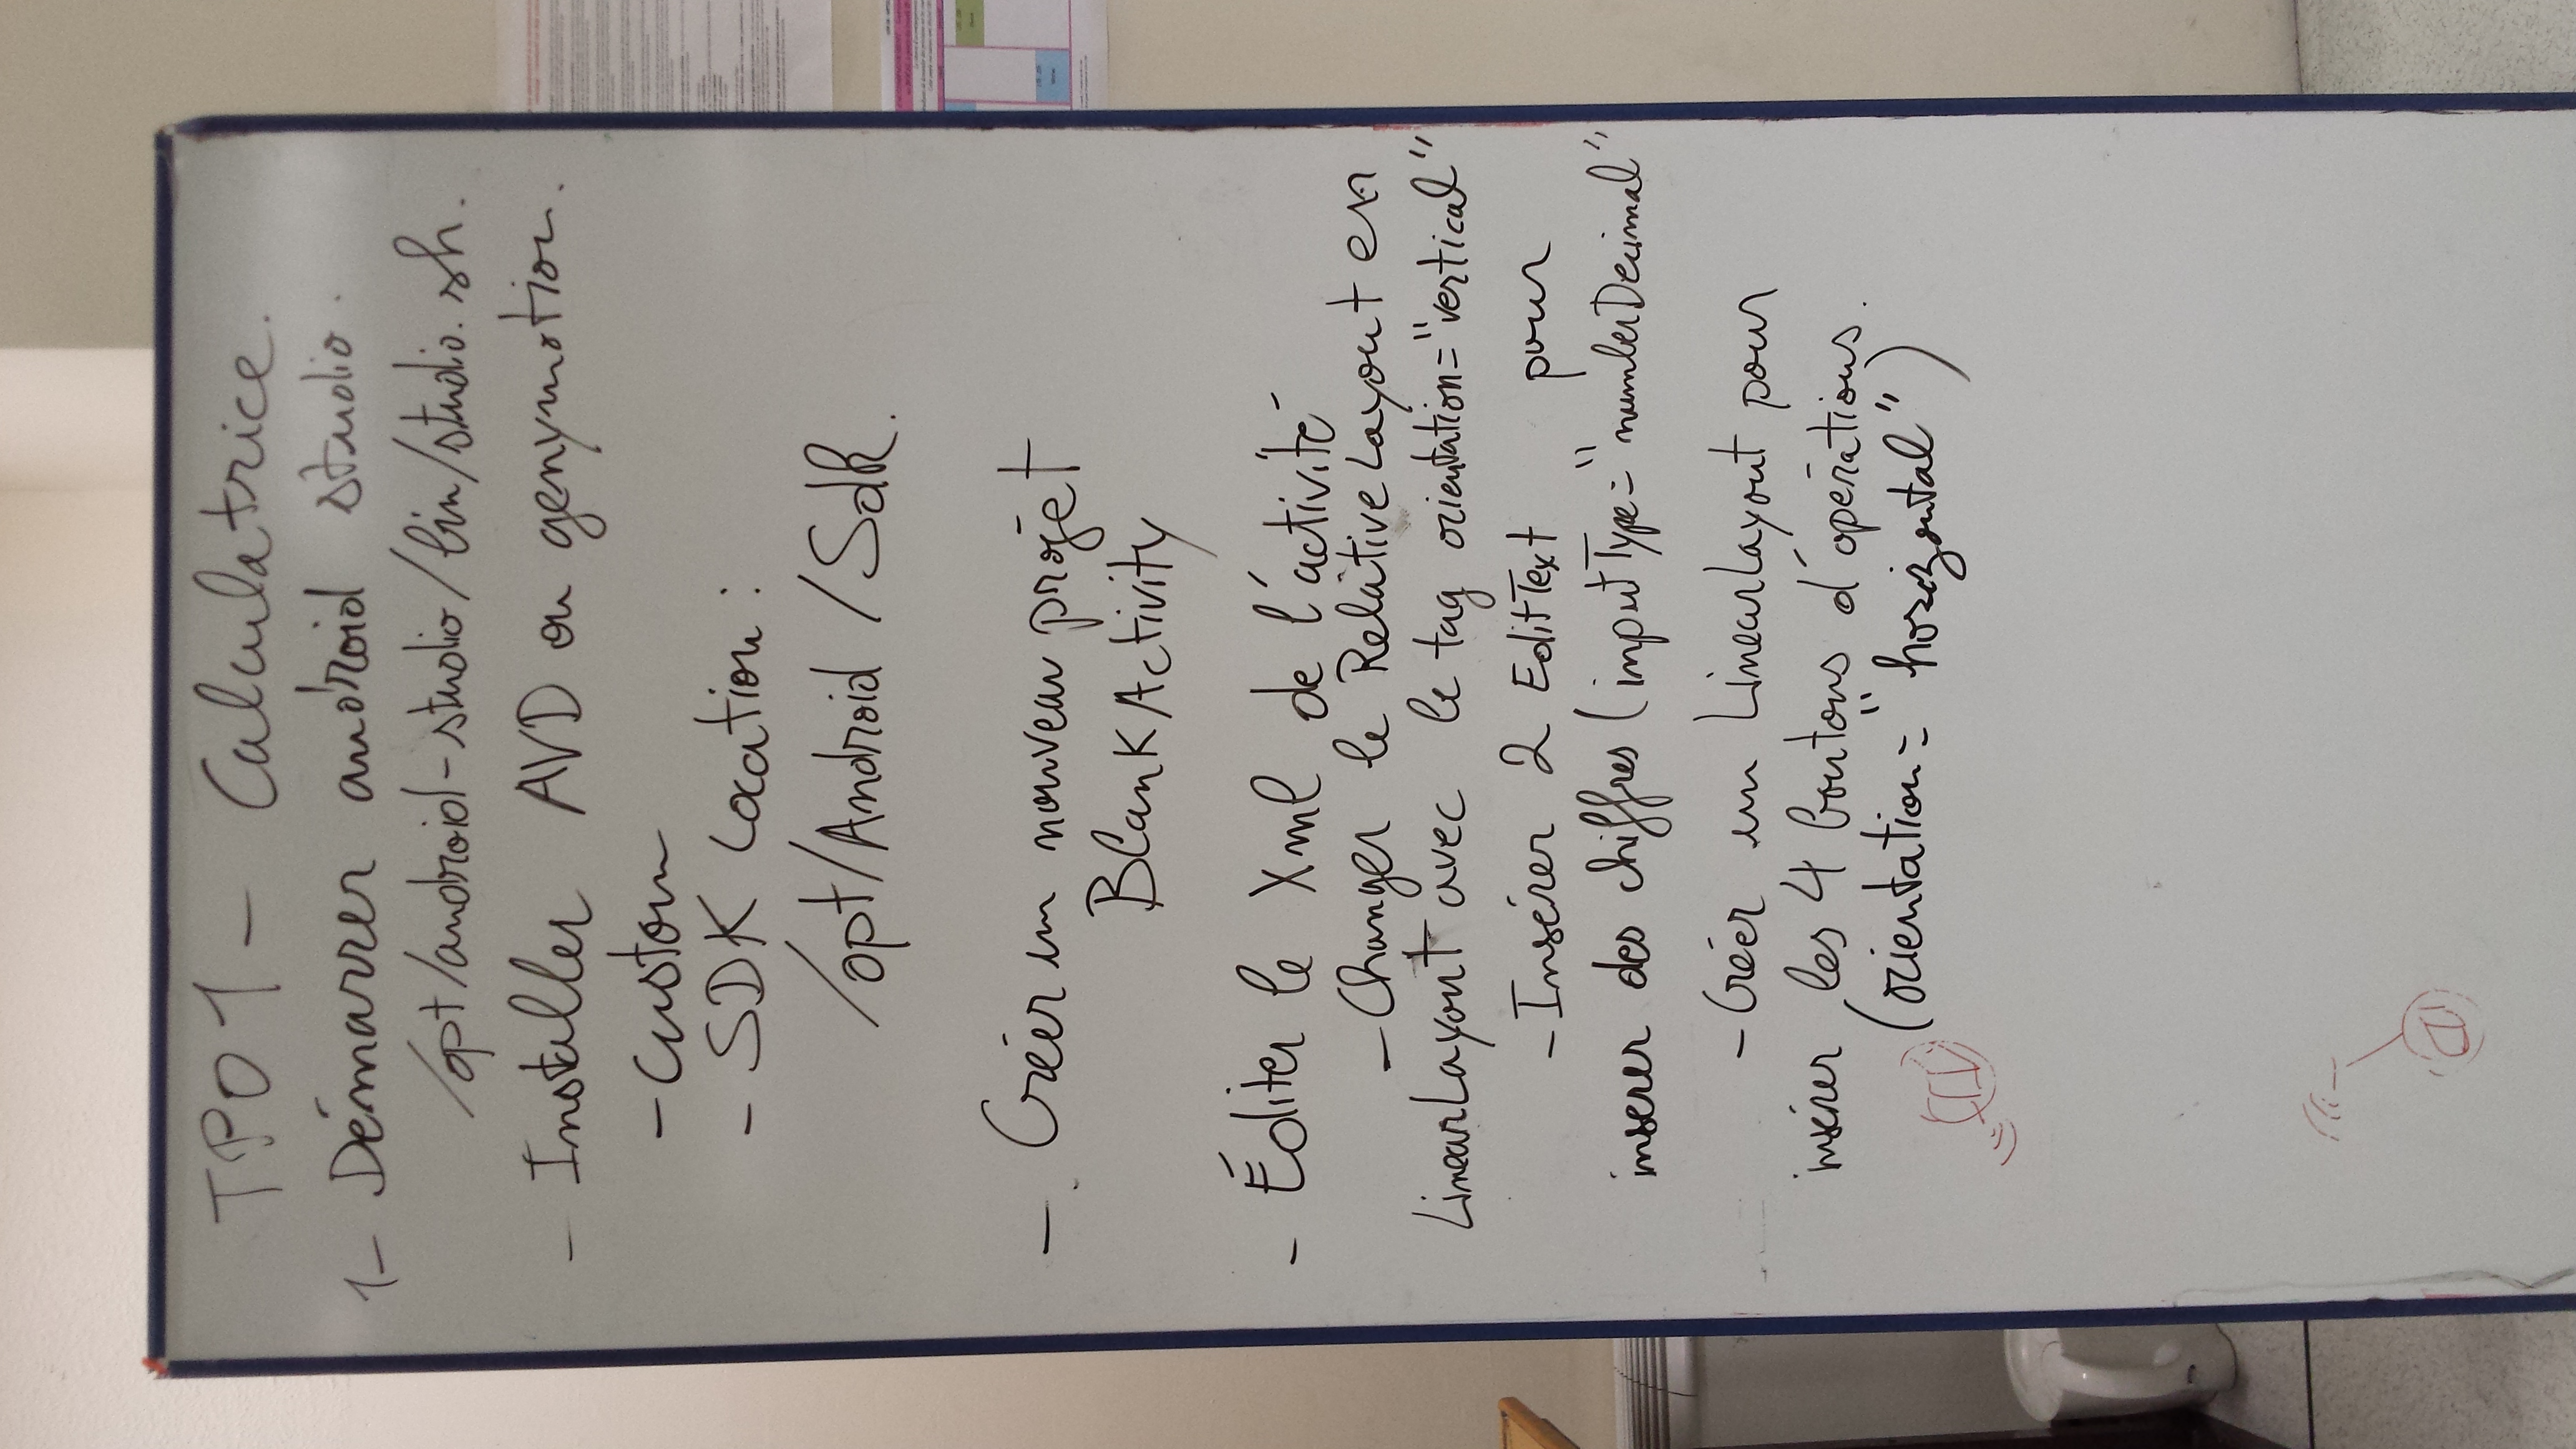 TP01 - Calculatrice.
1- Démarrer android studio.
/opt/android-studio/bin/studio.sh.
- Installer AVD ou genymotion.
- Custom
- SDK Location :
/opt/Android/Sdk.
- Créer un nouveau projet
Blank Activity
- Éditer le Xml de l'activité
- Changer le RelativeLayout en
LinearLayout avec le tag orientation="vertical"
- Insérer 2 EditText pour
inserer des chiffres (inputType="numberDecimal"
- Créer un LinearLayout pour
insérer les 4 boutons d'opérations.
(orientation="horizontal")